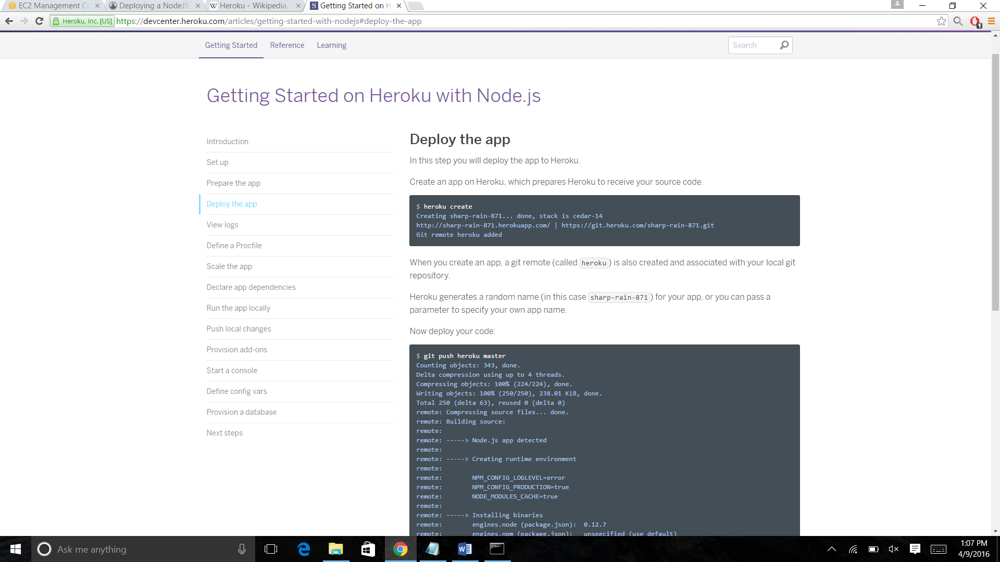 EC2 Management Co
Deploying a NodeJS
Heroku - Wikipedia,
Getting Started on H
Heroku, Inc. [US]
https://devcenter.heroku.com/articles/getting-started-with-nodejs#deploy-the-app
1
Getting Started
Reference
Learning
Search
Getting Started on Heroku with Node.js
Introduction
Set up
Prepare the app
Deploy the app
View logs
Define a Procfile
Scale the app
Declare app dependencies
Run the app locally
Push local changes
Provision add-ons
Start a console
Define config vars
Provision a database
Next steps
Deploy the app
In this step you will deploy the app to Heroku.
Create an app on Heroku, which prepares Heroku to receive your source code.
$ heroku create
Creating sharp-rain-871... done, stack is cedar-14
http://sharp-rain-871.herokuapp.com/ | https://git.heroku.com/sharp-rain-871.git
Git remote heroku added
When you create an app, a git remote (called heroku) is also created and associated with your local git
repository.
Heroku generates a random name (in this case sharp-rain-871) for your app, or you can pass a
parameter to specify your own app name.
Now deploy your code:
$ git push heroku master
Counting objects: 343, done.
Delta compression using up to 4 threads.
Compressing objects: 100% (224/224), done.
Writing objects: 100% (250/250), 238.01 KiB, done.
Total 250 (delta 63), reused 0 (delta 0)
remote: Compressing source files... done.
remote: Building source:
remote:
remote: -----> Node.js app detected
remote:
remote: -----> Creating runtime environment
remote:
remote:        NPM_CONFIG_LOGLEVEL=error
remote:        NPM_CONFIG_PRODUCTION=true
remote:        NODE_MODULES_CACHE=true
remote:
remote: -----> Installing binaries
remote:        engines.node (package.json):  0.12.7
remote:        engines.npm (package.json):   unspecified (use default)
Ask me anything
1:07 PM
4/9/2016